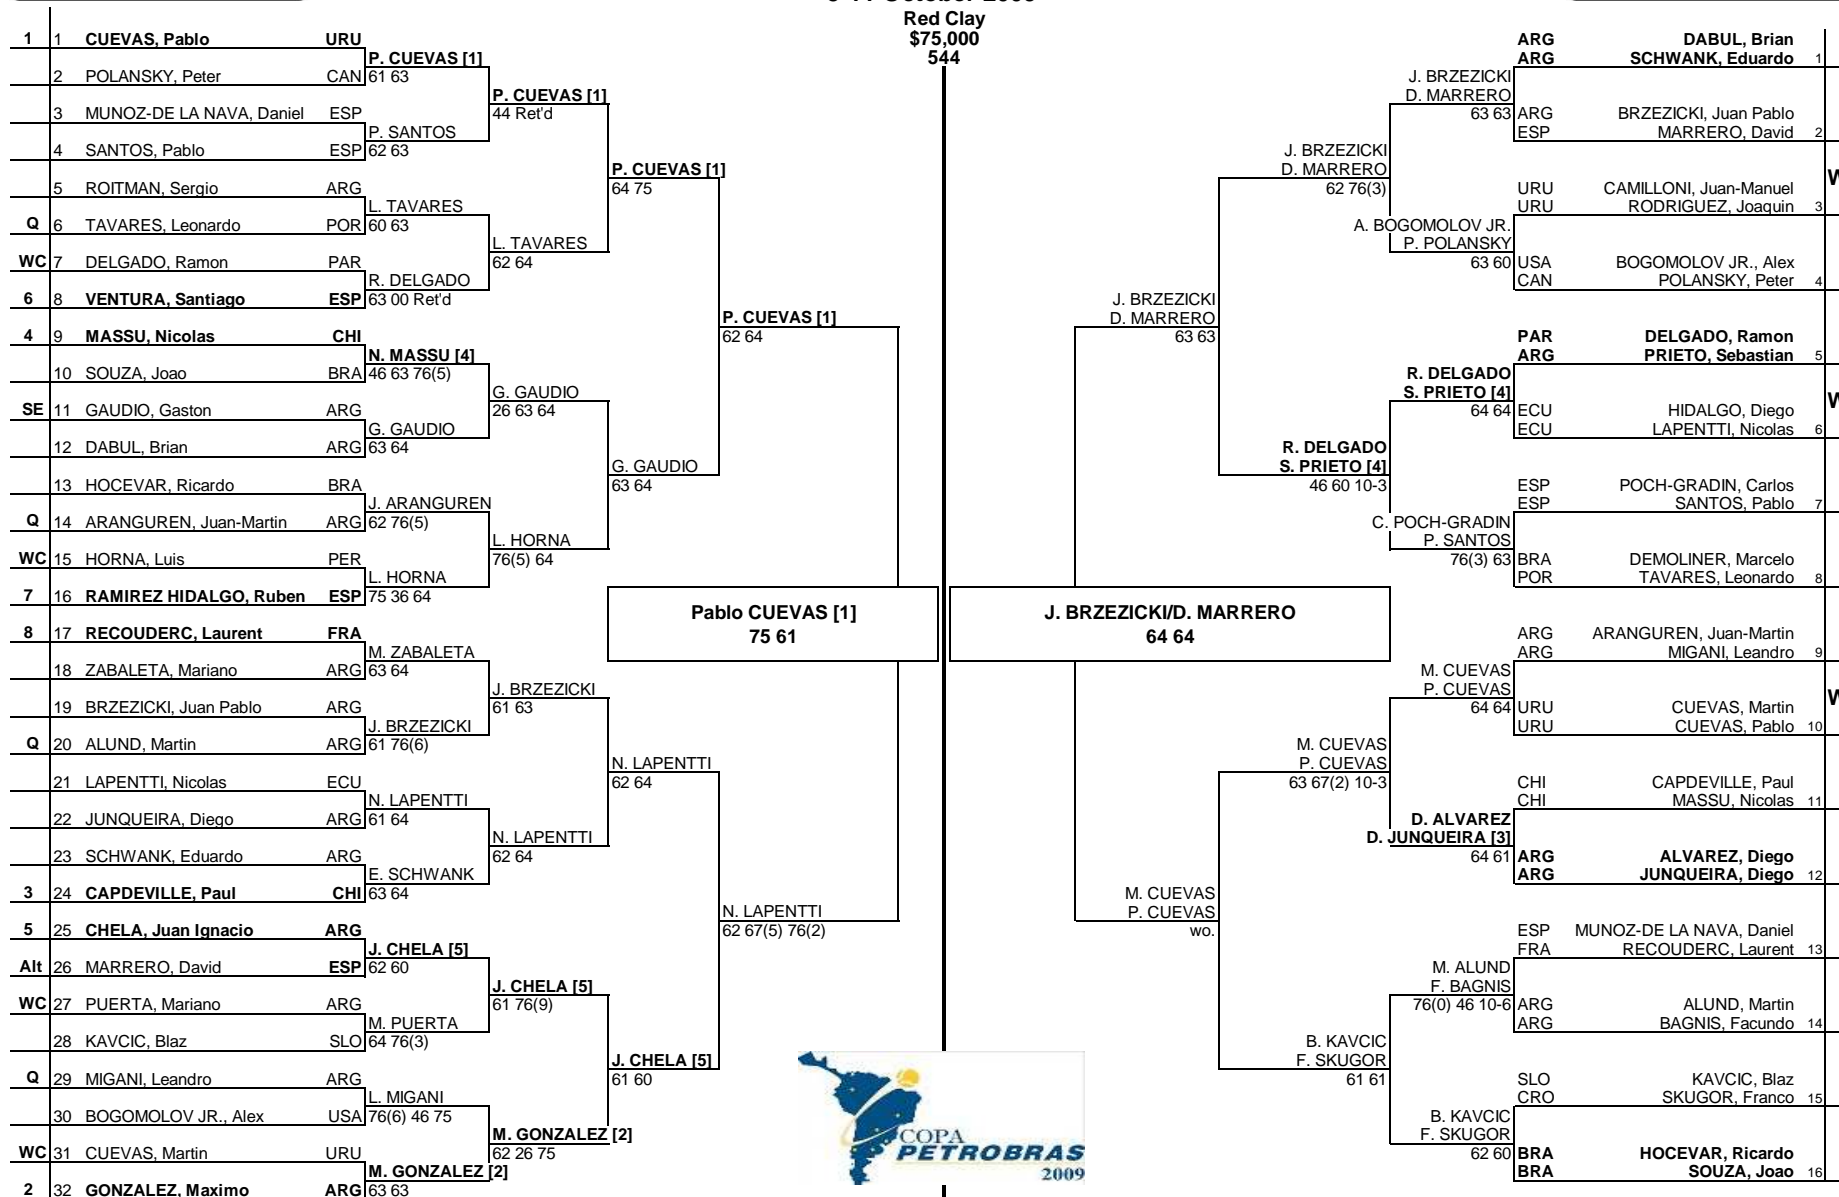 Red Clay
$75,000
544
1 1 CUEVAS, Pablo URU
P. CUEVAS [1]
2 POLANSKY, Peter CAN 61 63
P. CUEVAS [1]
3 MUNOZ-DE LA NAVA, Daniel ESP 44 Ret'd
P. SANTOS
4 SANTOS, Pablo ESP 62 63
P. CUEVAS [1]
5 ROITMAN, Sergio ARG 64 75
L. TAVARES
Q 6 TAVARES, Leonardo POR 60 63
L. TAVARES
WC 7 DELGADO, Ramon PAR 62 64
R. DELGADO
6 8 VENTURA, Santiago ESP 63 00 Ret'd
P. CUEVAS [1]
4 9 MASSU, Nicolas CHI 62 64
N. MASSU [4]
10 SOUZA, Joao BRA 46 63 76(5)
G. GAUDIO
SE 11 GAUDIO, Gaston ARG 26 63 64
G. GAUDIO
12 DABUL, Brian ARG 63 64
G. GAUDIO
13 HOCEVAR, Ricardo BRA 63 64
J. ARANGUREN
Q 14 ARANGUREN, Juan-Martin ARG 62 76(5)
L. HORNA
WC 15 HORNA, Luis PER 76(5) 64
L. HORNA
7 16 RAMIREZ HIDALGO, Ruben ESP 75 36 64
Pablo CUEVAS [1]
75 61
8 17 RECOUDERC, Laurent FRA
M. ZABALETA
18 ZABALETA, Mariano ARG 63 64
J. BRZEZICKI
19 BRZEZICKI, Juan Pablo ARG 61 63
J. BRZEZICKI
Q 20 ALUND, Martin ARG 61 76(6)
N. LAPENTTI
21 LAPENTTI, Nicolas ECU 62 64
N. LAPENTTI
22 JUNQUEIRA, Diego ARG 61 64
N. LAPENTTI
23 SCHWANK, Eduardo ARG 62 64
E. SCHWANK
3 24 CAPDEVILLE, Paul CHI 63 64
N. LAPENTTI
5 25 CHELA, Juan Ignacio ARG 62 67(5) 76(2)
J. CHELA [5]
Alt 26 MARRERO, David ESP 62 60
J. CHELA [5]
WC 27 PUERTA, Mariano ARG 61 76(9)
M. PUERTA
28 KAVCIC, Blaz SLO 64 76(3)
J. CHELA [5]
Q 29 MIGANI, Leandro ARG 61 60
L. MIGANI
30 BOGOMOLOV JR., Alex USA 76(6) 46 75
M. GONZALEZ [2]
WC 31 CUEVAS, Martin URU 62 26 75
M. GONZALEZ [2]
2 32 GONZALEZ, Maximo ARG 63 63
COPA
PETROBRAS
2009
ARG DABUL, Brian
ARG SCHWANK, Eduardo 1
J. BRZEZICKI
D. MARRERO
63 63 ARG BRZEZICKI, Juan Pablo
ESP MARRERO, David 2
J. BRZEZICKI
D. MARRERO
62 76(3)
URU CAMILLONI, Juan-Manuel
URU RODRIGUEZ, Joaquin 3
A. BOGOMOLOV JR.
P. POLANSKY
63 60 USA BOGOMOLOV JR., Alex
CAN POLANSKY, Peter 4
J. BRZEZICKI
D. MARRERO
63 63
PAR DELGADO, Ramon
ARG PRIETO, Sebastian 5
R. DELGADO
S. PRIETO [4]
64 64 ECU HIDALGO, Diego
ECU LAPENTTI, Nicolas 6
R. DELGADO
S. PRIETO [4]
46 60 10-3
ESP POCH-GRADIN, Carlos
ESP SANTOS, Pablo 7
C. POCH-GRADIN
P. SANTOS
76(3) 63 BRA DEMOLINER, Marcelo
POR TAVARES, Leonardo 8
J. BRZEZICKI/D. MARRERO
64 64
ARG ARANGUREN, Juan-Martin
ARG MIGANI, Leandro 9
M. CUEVAS
P. CUEVAS
64 64 URU CUEVAS, Martin
URU CUEVAS, Pablo 10
M. CUEVAS
P. CUEVAS
63 67(2) 10-3
CHI CAPDEVILLE, Paul
CHI MASSU, Nicolas 11
D. ALVAREZ
D. JUNQUEIRA [3]
64 61 ARG ALVAREZ, Diego
ARG JUNQUEIRA, Diego 12
M. CUEVAS
P. CUEVAS
wo.
ESP MUNOZ-DE LA NAVA, Daniel
FRA RECOUDERC, Laurent 13
M. ALUND
F. BAGNIS
76(0) 46 10-6 ARG ALUND, Martin
ARG BAGNIS, Facundo 14
B. KAVCIC
F. SKUGOR
61 61
SLO KAVCIC, Blaz
CRO SKUGOR, Franco 15
B. KAVCIC
F. SKUGOR
62 60 BRA HOCEVAR, Ricardo
BRA SOUZA, Joao 16